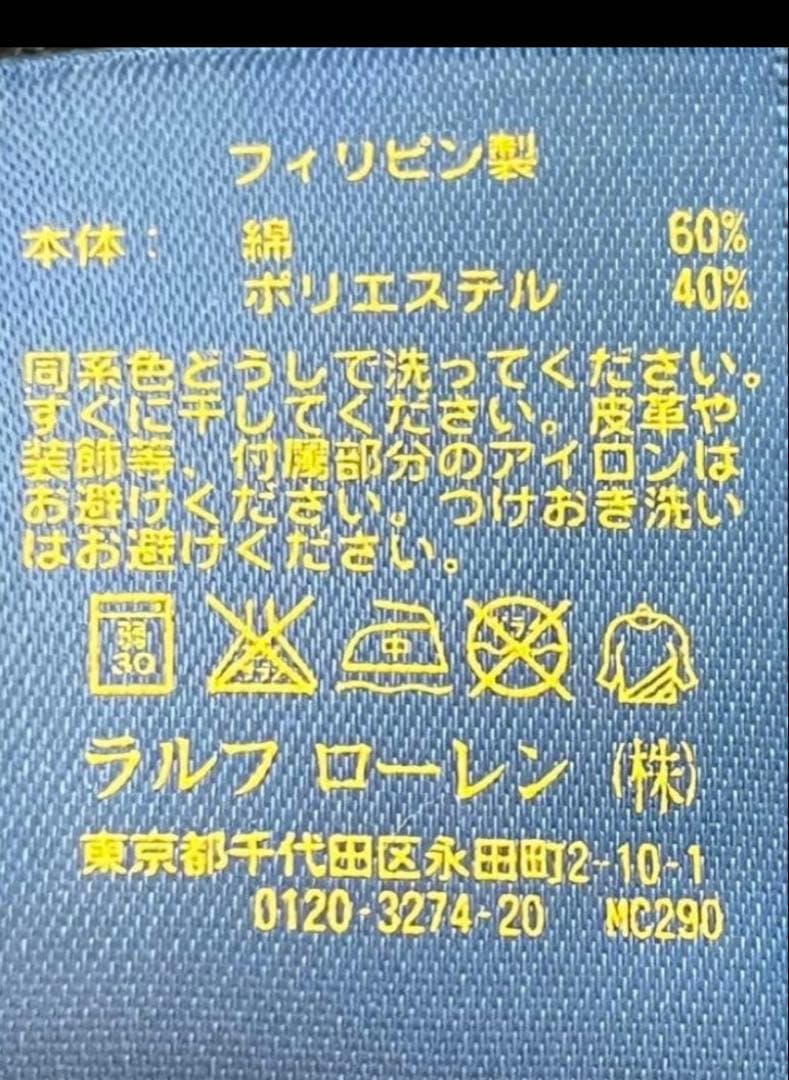 フィリピン製
本体： 綿 60%
ポリエステル 40%
同系色どうしで洗ってください。
すぐに干してください。皮革や
装飾等、付属部分のアイロンは
お避けください。つけおき洗い
はお避けください。
弱 30 中
ラルフ ローレン (株)
東京都千代田区永田町2-10-1
0120-3274-20 MC290